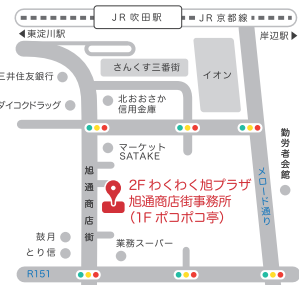 JR吹田駅
JR京都線
東淀川駅
岸辺駅
さんくす三番街
イオン
三井住友銀行
北おおさか
信用金庫
ダイコクドラッグ
マーケット
SATAKE
勤労者会館
旭通商店街
2F わくわく旭プラザ
旭通商店街事務所
(1F ポコポコ亭)
メロード通り
鼓月
とり信
業務スーパー
R151